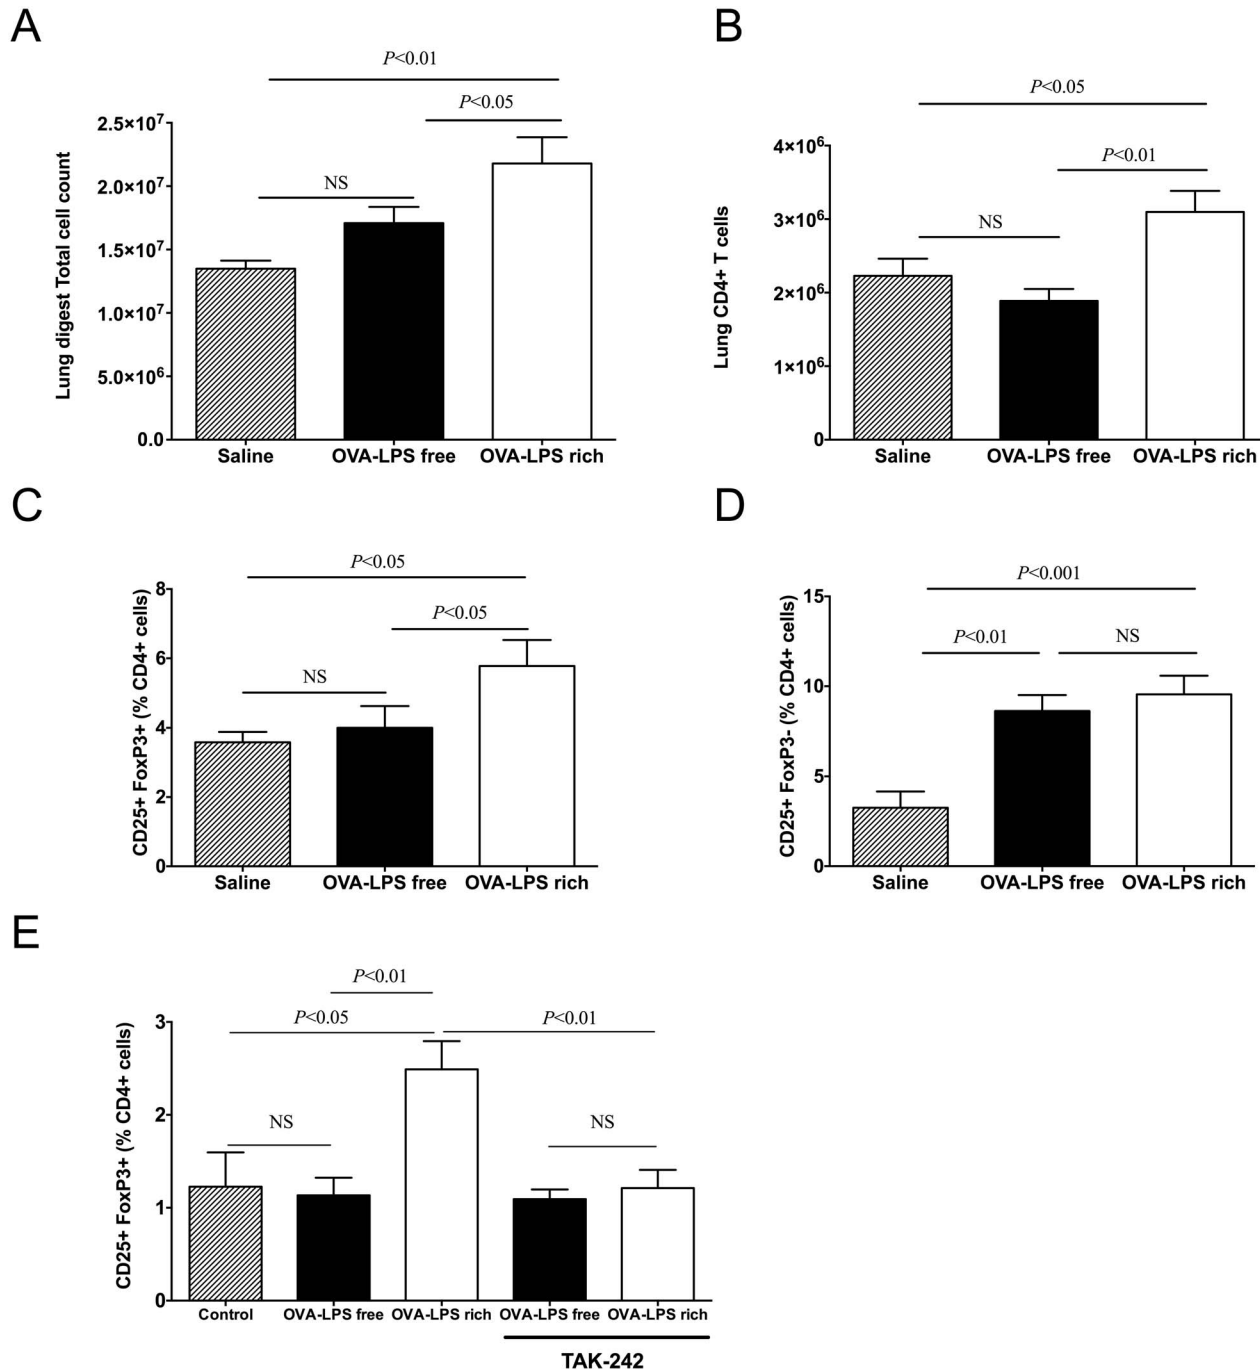 A
P<0.01
P<0.05
NS
Lung digest Total cell count
2.5×10⁷
2.0×10⁷
1.5×10⁷
1.0×10⁷
5.0×10⁶
0.0
Saline OVA-LPS free OVA-LPS rich
B
P<0.05
P<0.01
NS
Lung CD4+ T cells
4×10⁶
3×10⁶
2×10⁶
1×10⁶
0
Saline OVA-LPS free OVA-LPS rich
C
P<0.05
P<0.05
NS
CD25+ FoxP3+ (% CD4+ cells)
8
6
4
2
0
Saline OVA-LPS free OVA-LPS rich
D
P<0.001
P<0.01 NS
CD25+ FoxP3- (% CD4+ cells)
15
10
5
0
Saline OVA-LPS free OVA-LPS rich
E
P<0.01
P<0.05 P<0.01
NS NS
CD25+ FoxP3+ (% CD4+ cells)
3
2
1
0
Control OVA-LPS free OVA-LPS rich OVA-LPS free OVA-LPS rich
TAK-242